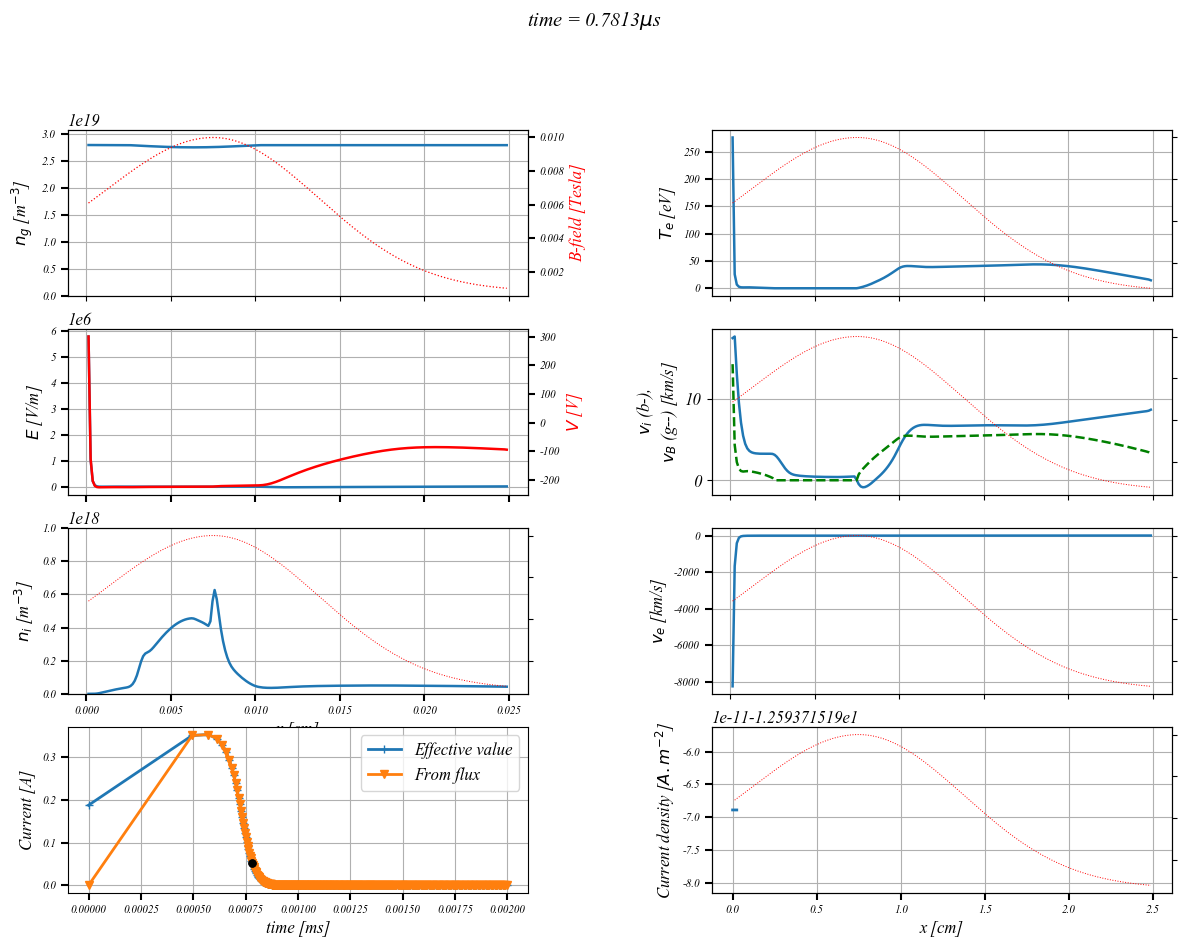 time = 0.7813μs
1e19
n_g [m^{-3}]
3.0
2.5
2.0
1.5
1.0
0.5
0.0
0.010
0.008
0.006
0.004
0.002
B-field [Tesla]
T_e [eV]
250
200
150
100
50
0
1e6
E [V/m]
6
5
4
3
2
1
0
300
200
100
0
-100
-200
V [V]
v_i (b-),
v_B (g--) [km/s]
10
0
1e18
n_i [m^{-3}]
1.0
0.8
0.6
0.4
0.2
0.0
0.000 0.005 0.010 0.015 0.020 0.025
v_e [km/s]
0
-2000
-4000
-6000
-8000
Current [A]
0.3
0.2
0.1
0.0
Effective value
From flux
0.00000 0.00025 0.00050 0.00075 0.00100 0.00125 0.00150 0.00175 0.00200
time [ms]
1e-11-1.259371519e1
Current density [A.m^{-2}]
-6.0
-6.5
-7.0
-7.5
-8.0
0.0 0.5 1.0 1.5 2.0 2.5
x [cm]